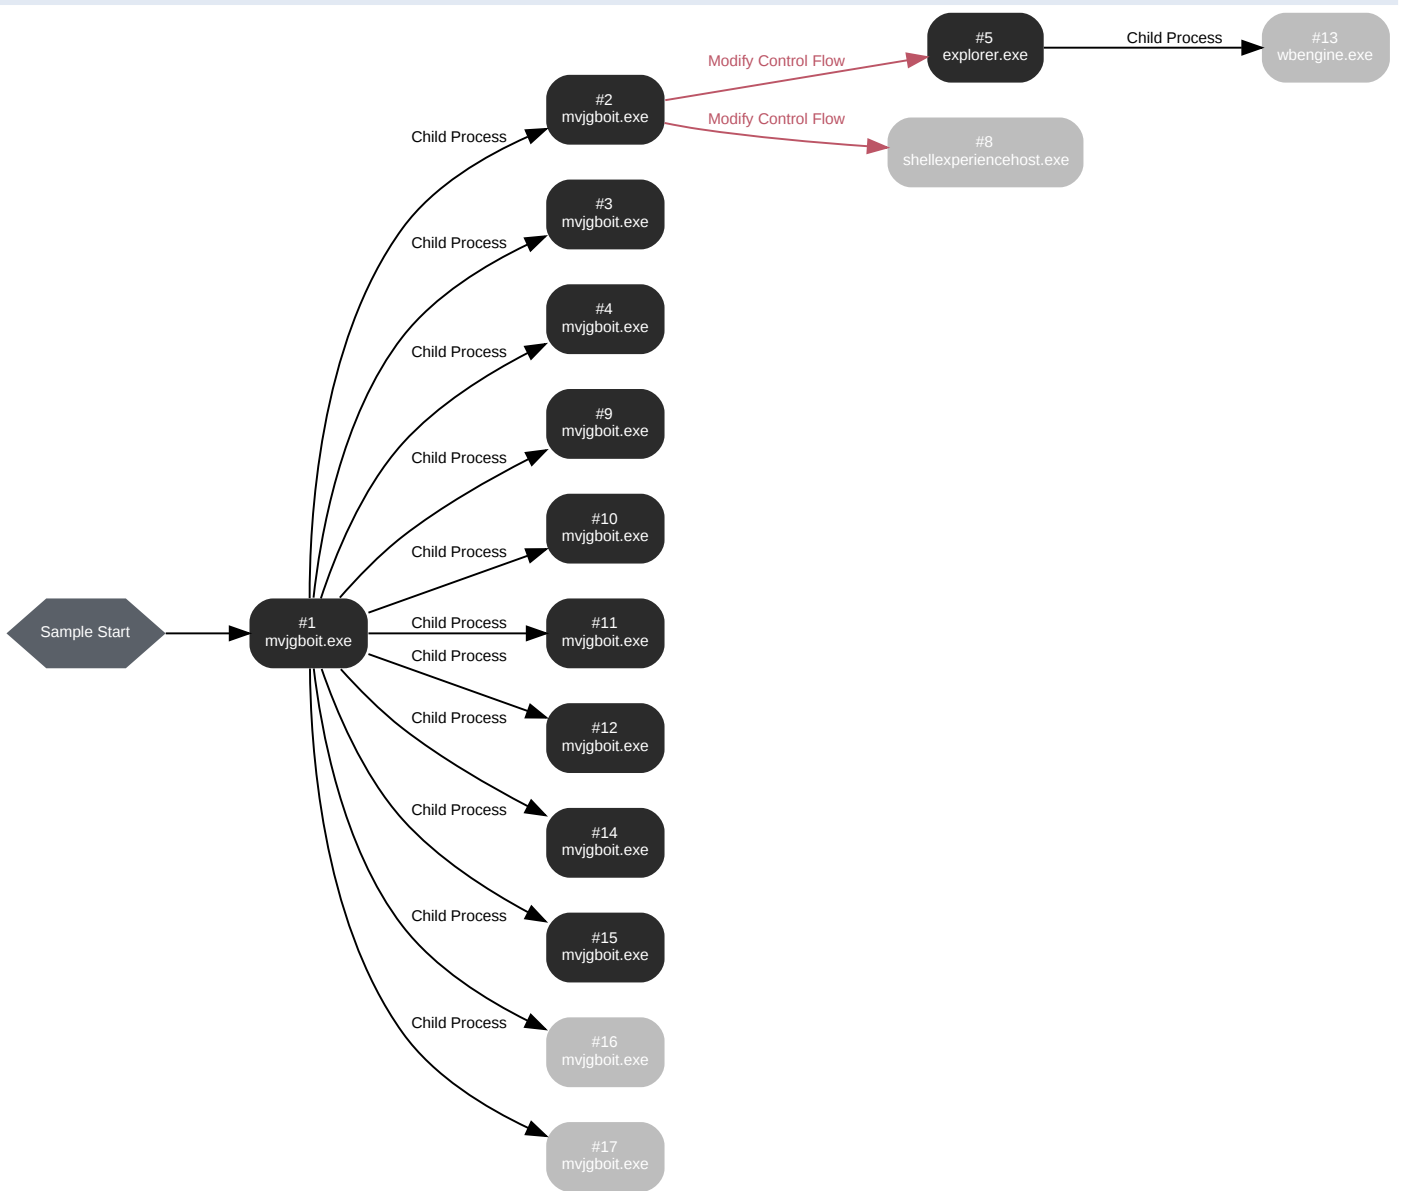 #5
explorer.exe
Child Process
#13
wbengine.exe
Modify Control Flow
#2
mvjgboit.exe
Modify Control Flow
#8
shellexperiencehost.exe
Child Process
#3
mvjgboit.exe
Child Process
#4
mvjgboit.exe
Child Process
#9
mvjgboit.exe
Child Process
#10
mvjgboit.exe
Child Process
Sample Start
#1
mvjgboit.exe
Child Process
#11
mvjgboit.exe
Child Process
#12
mvjgboit.exe
Child Process
#14
mvjgboit.exe
Child Process
#15
mvjgboit.exe
Child Process
#16
mvjgboit.exe
Child Process
#17
mvjgboit.exe